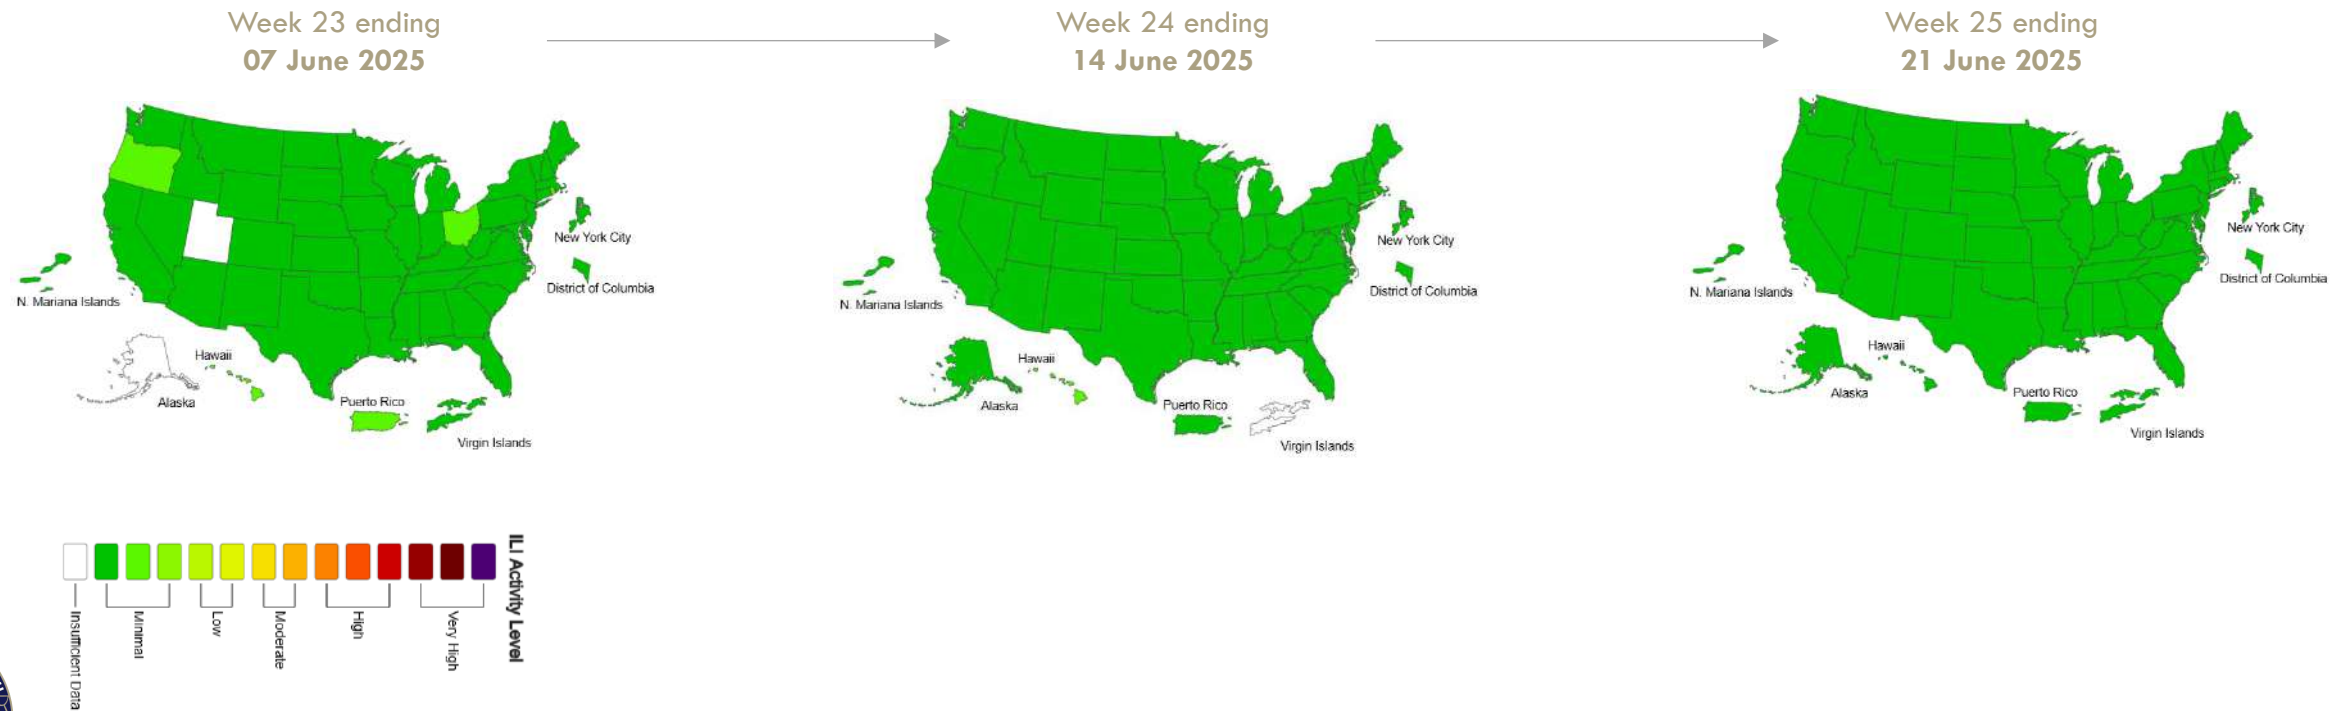 Week 23 ending
07 June 2025
Week 24 ending
14 June 2025
Week 25 ending
21 June 2025
New York City
District of Columbia
N. Mariana Islands
Hawaii
Alaska
Puerto Rico
Virgin Islands
New York City
District of Columbia
N. Mariana Islands
Hawaii
Alaska
Puerto Rico
Virgin Islands
New York City
District of Columbia
N. Mariana Islands
Hawaii
Alaska
Puerto Rico
Virgin Islands
ILI Activity Level
Insufficient Data
Minimal
Low
Moderate
High
Very High